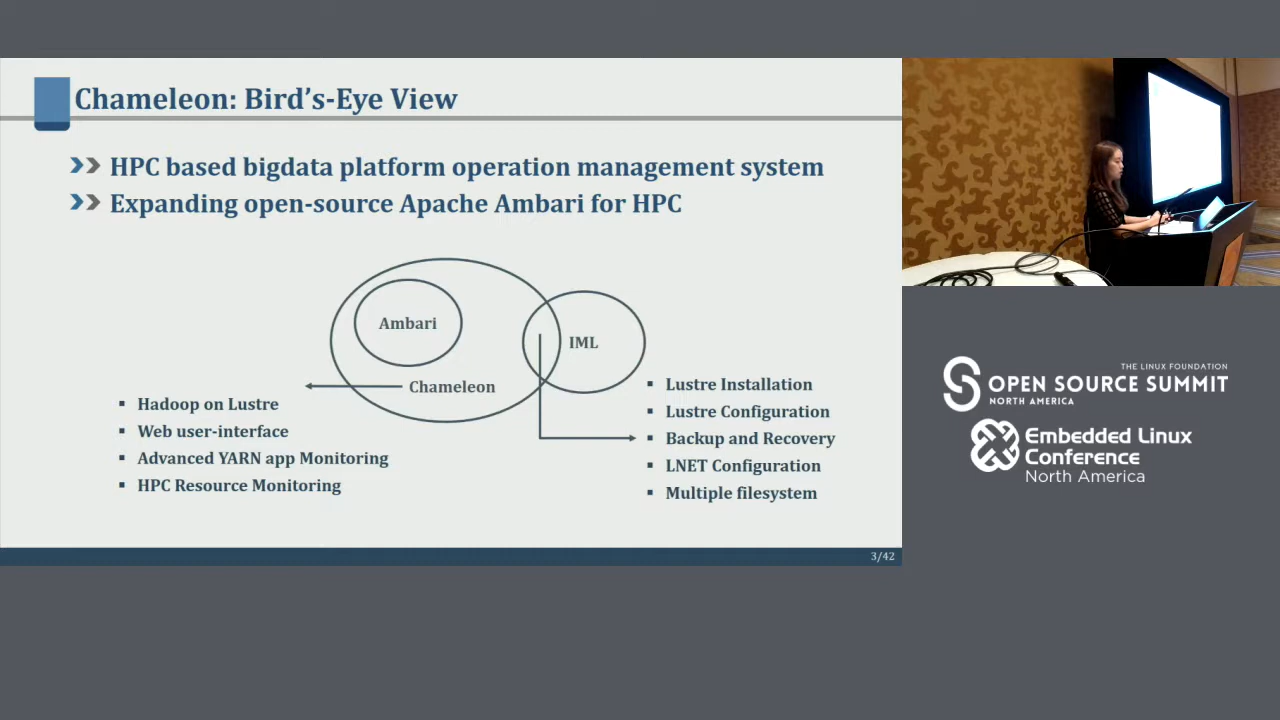 Chameleon: Bird's-Eye View
HPC based bigdata platform operation management system
Expanding open-source Apache Ambari for HPC
Ambari
IML
Chameleon
Hadoop on Lustre
Web user-interface
Advanced YARN app Monitoring
HPC Resource Monitoring
Lustre Installation
Lustre Configuration
Backup and Recovery
LNET Configuration
Multiple filesystem
3/42
THE LINUX FOUNDATION
OPEN SOURCE SUMMIT
NORTH AMERICA
Embedded Linux
Conference
North America